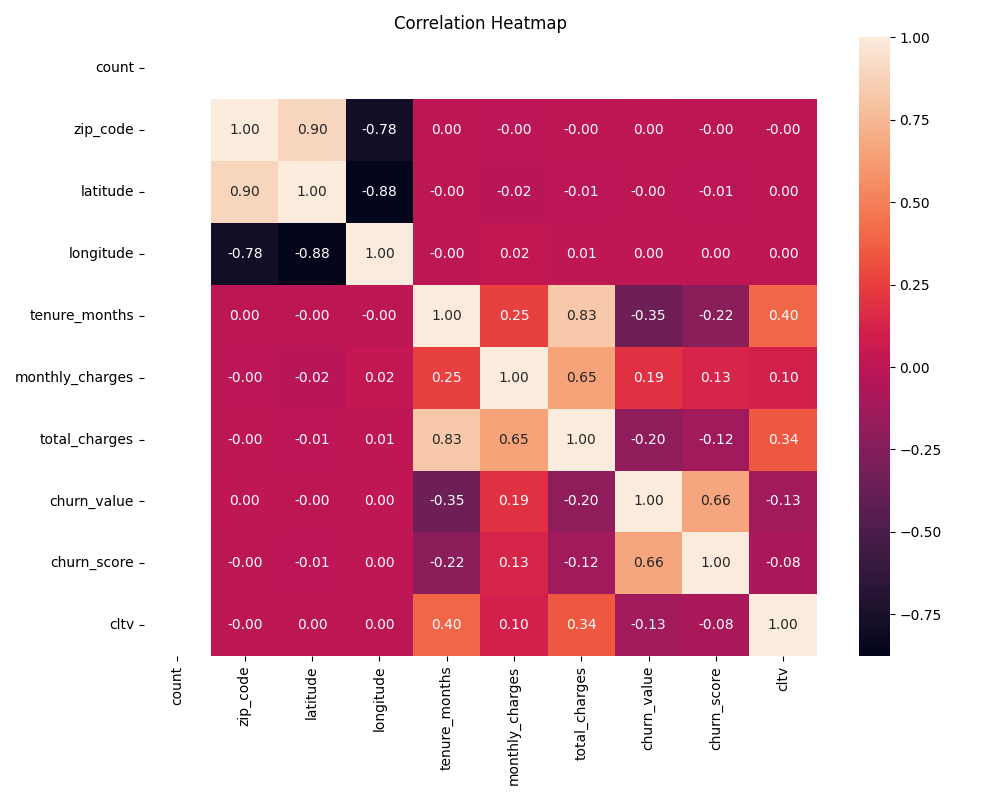 Correlation Heatmap
count
zip_code 1.00 0.90 -0.78 0.00 -0.00 -0.00 0.00 -0.00 -0.00
latitude 0.90 1.00 -0.88 -0.00 -0.02 -0.01 -0.00 -0.01 0.00
longitude -0.78 -0.88 1.00 -0.00 0.02 0.01 0.00 0.00 0.00
tenure_months 0.00 -0.00 -0.00 1.00 0.25 0.83 -0.35 -0.22 0.40
monthly_charges -0.00 -0.02 0.02 0.25 1.00 0.65 0.19 0.13 0.10
total_charges -0.00 -0.01 0.01 0.83 0.65 1.00 -0.20 -0.12 0.34
churn_value 0.00 -0.00 0.00 -0.35 0.19 -0.20 1.00 0.66 -0.13
churn_score -0.00 -0.01 0.00 -0.22 0.13 -0.12 0.66 1.00 -0.08
cltv -0.00 0.00 0.00 0.40 0.10 0.34 -0.13 -0.08 1.00
count
zip_code
latitude
longitude
tenure_months
monthly_charges
total_charges
churn_value
churn_score
cltv
1.00
0.75
0.50
0.25
0.00
−0.25
−0.50
−0.75